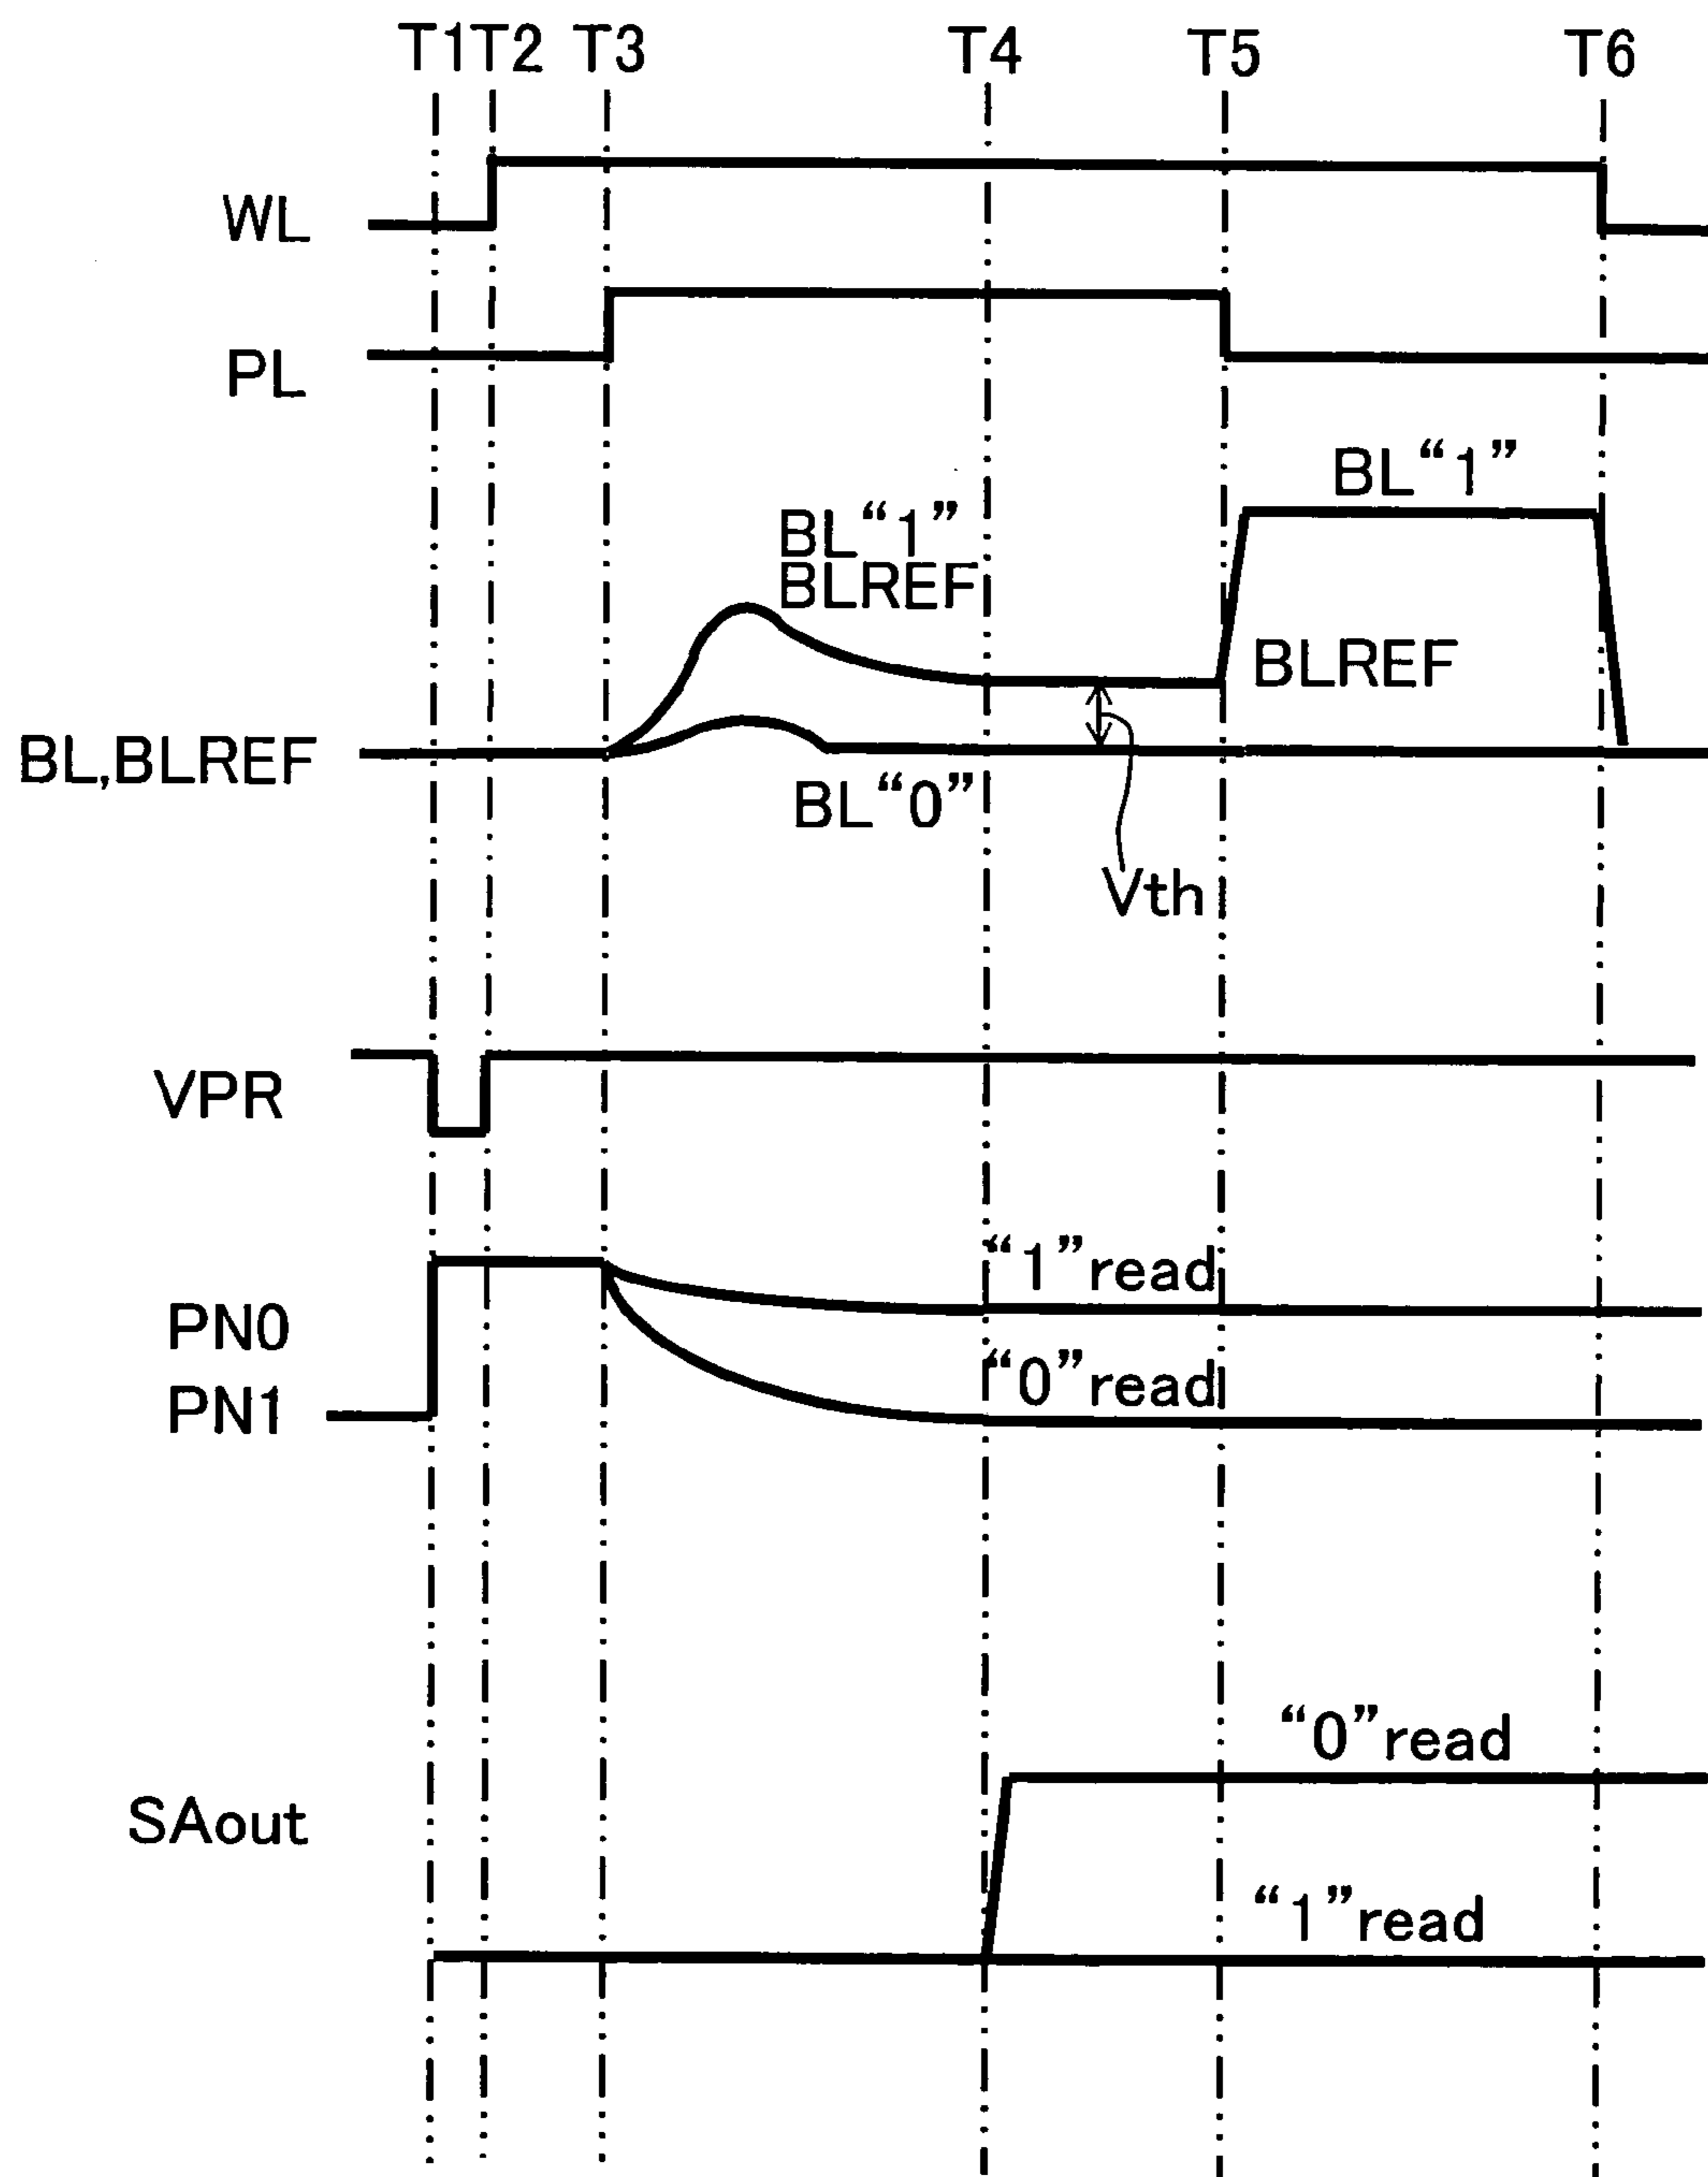 T1 T2 T3 T4 T5 T6
WL
PL
BL“1”
BL“1”
BLREF
BLREF
BL,BLREF
BL“0”
Vth
VPR
“1”read
PN0
“0”read
PN1
“0”read
SAout
“1”read